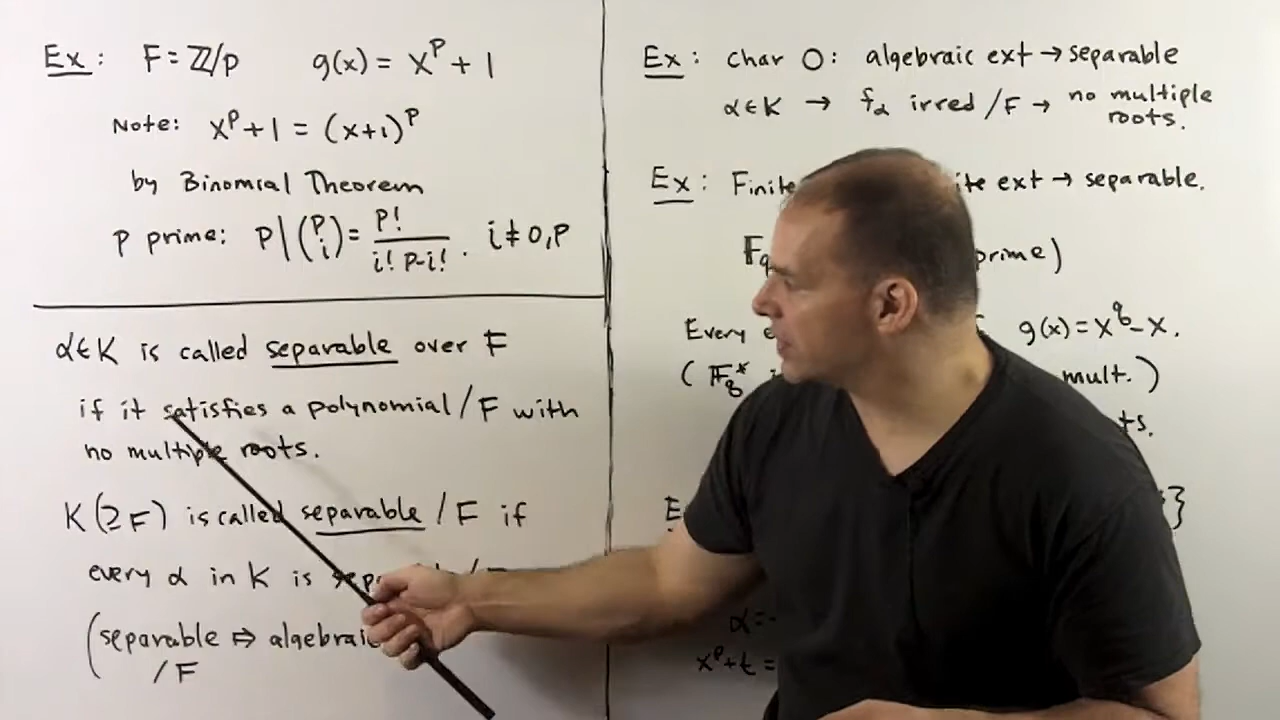 Ex: F = ℤ/p g(x) = x^p + 1
Note: x^p + 1 = (x+1)^p
by Binomial Theorem
p prime: p | (p i) = p! / i! p-i! . i ≠ 0, p
α ∈ K is called separable over F
if it satisfies a polynomial / F with
no multiple roots.
K (⊇ F) is called separable / F if
every α in K is
(separable ⇒ algebraic
/F
Ex: char 0: algebraic ext → separable
α ∈ K → f_α irred / F → no multiple
roots.
Ex: Finite ext → separable.
prime)
Every g(x) = x^q - x.
(F_q^* mult.)
α = -
x^p + t =